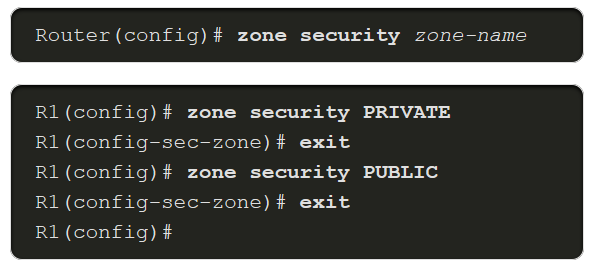 Router(config)# zone security zone-name
R1(config)# zone security PRIVATE
R1(config-sec-zone)# exit
R1(config)# zone security PUBLIC
R1(config-sec-zone)# exit
R1(config)#